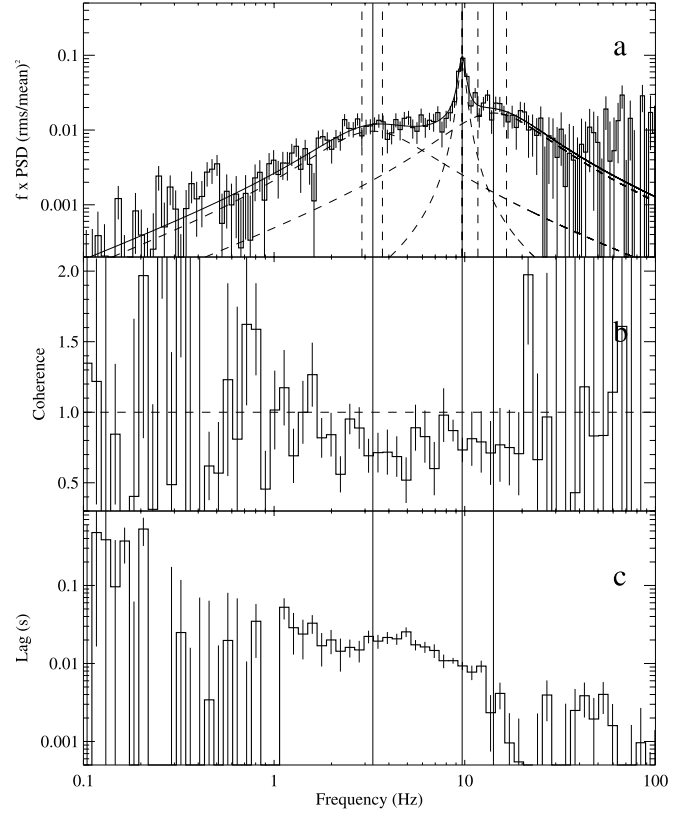 a
0.1
0.01
0.001
f x PSD (rms/mean)²
b
2.0
1.5
1.0
0.5
Coherence
c
0.1
0.01
0.001
Lag (s)
0.1 1 10 100
Frequency (Hz)